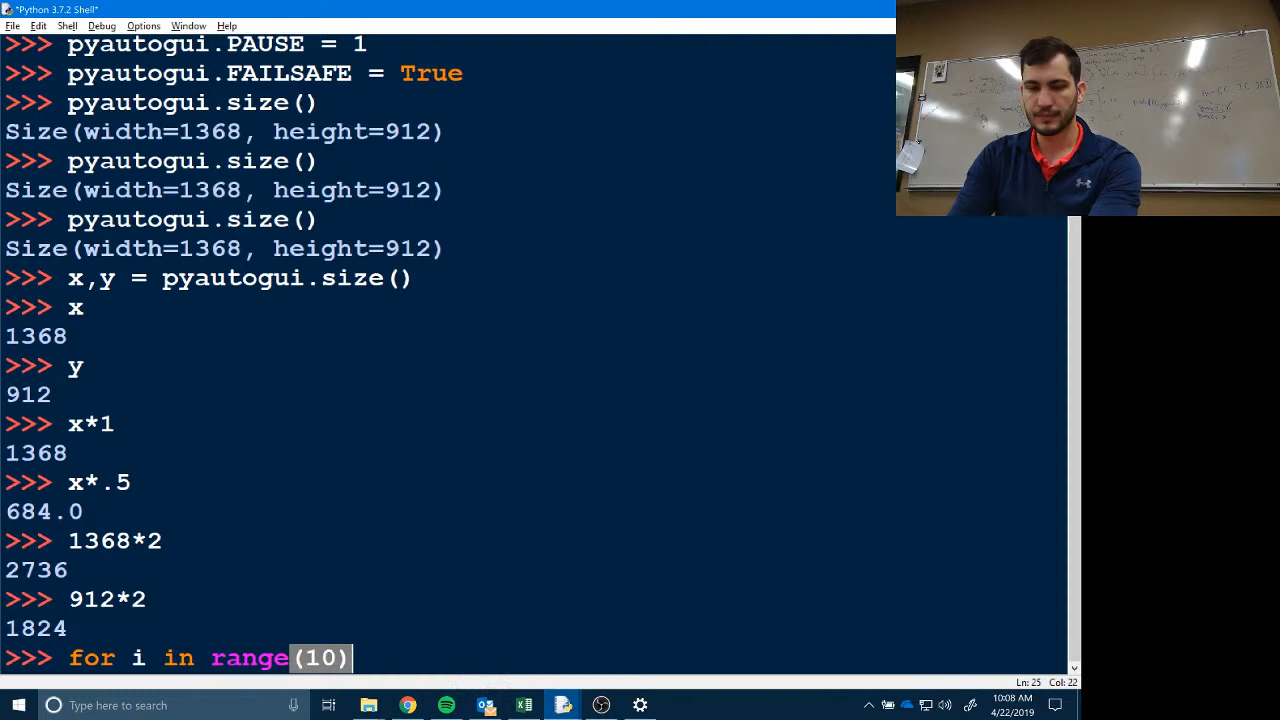 *Python 3.7.2 Shell*
File Edit Shell Debug Options Window Help
>>> pyautogui.PAUSE = 1
>>> pyautogui.FAILSAFE = True
>>> pyautogui.size()
Size(width=1368, height=912)
>>> pyautogui.size()
Size(width=1368, height=912)
>>> pyautogui.size()
Size(width=1368, height=912)
>>> x,y = pyautogui.size()
>>> x
1368
>>> y
912
>>> x*1
1368
>>> x*.5
684.0
>>> 1368*2
2736
>>> 912*2
1824
>>> for i in range(10)
Ln: 25 Col: 22
Type here to search
10:08 AM
4/22/2019